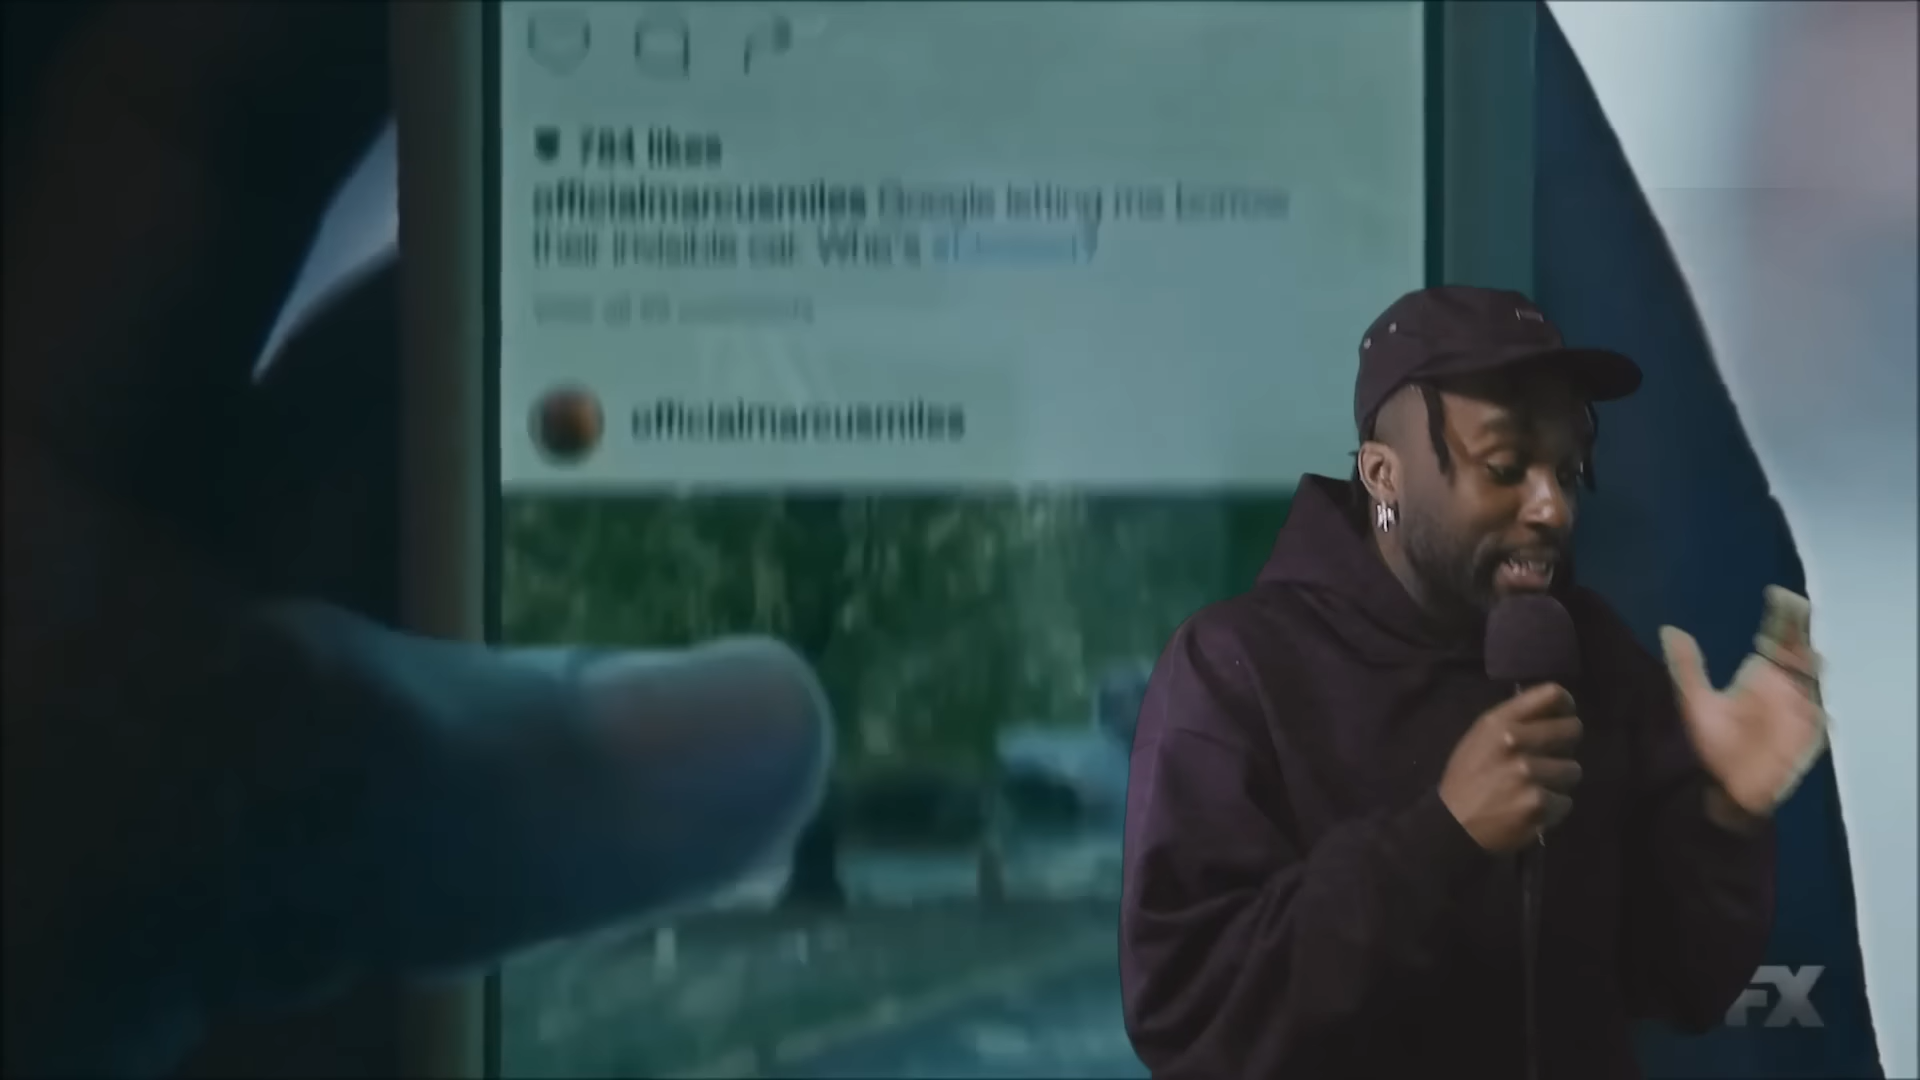 784 likes
officialmarcusmiles Google letting me borrow
their invisible car. Who's
officialmarcusmiles
FX